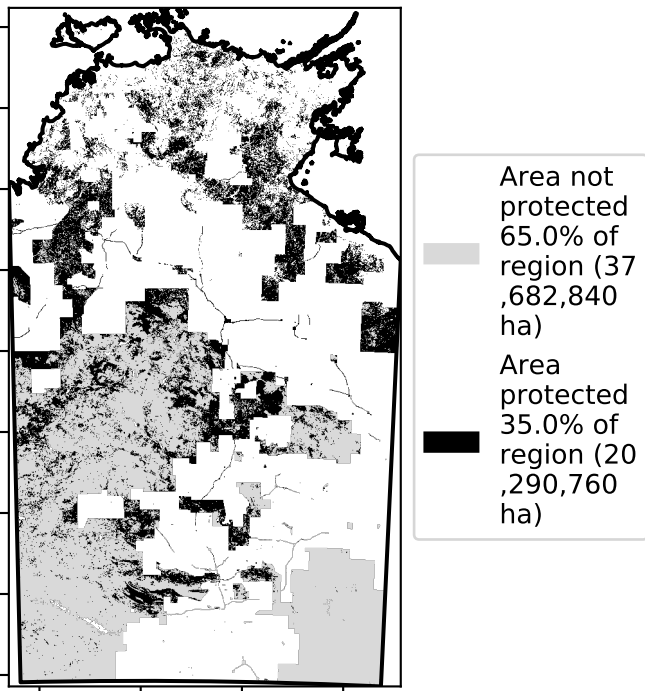 Area not
protected
65.0% of
region (37
,682,840
ha)
Area
protected
35.0% of
region (20
,290,760
ha)